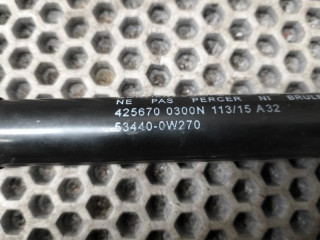 NE PAS PERCER NI BRULE
425670 0300N 113/15 A32
53440-0W270